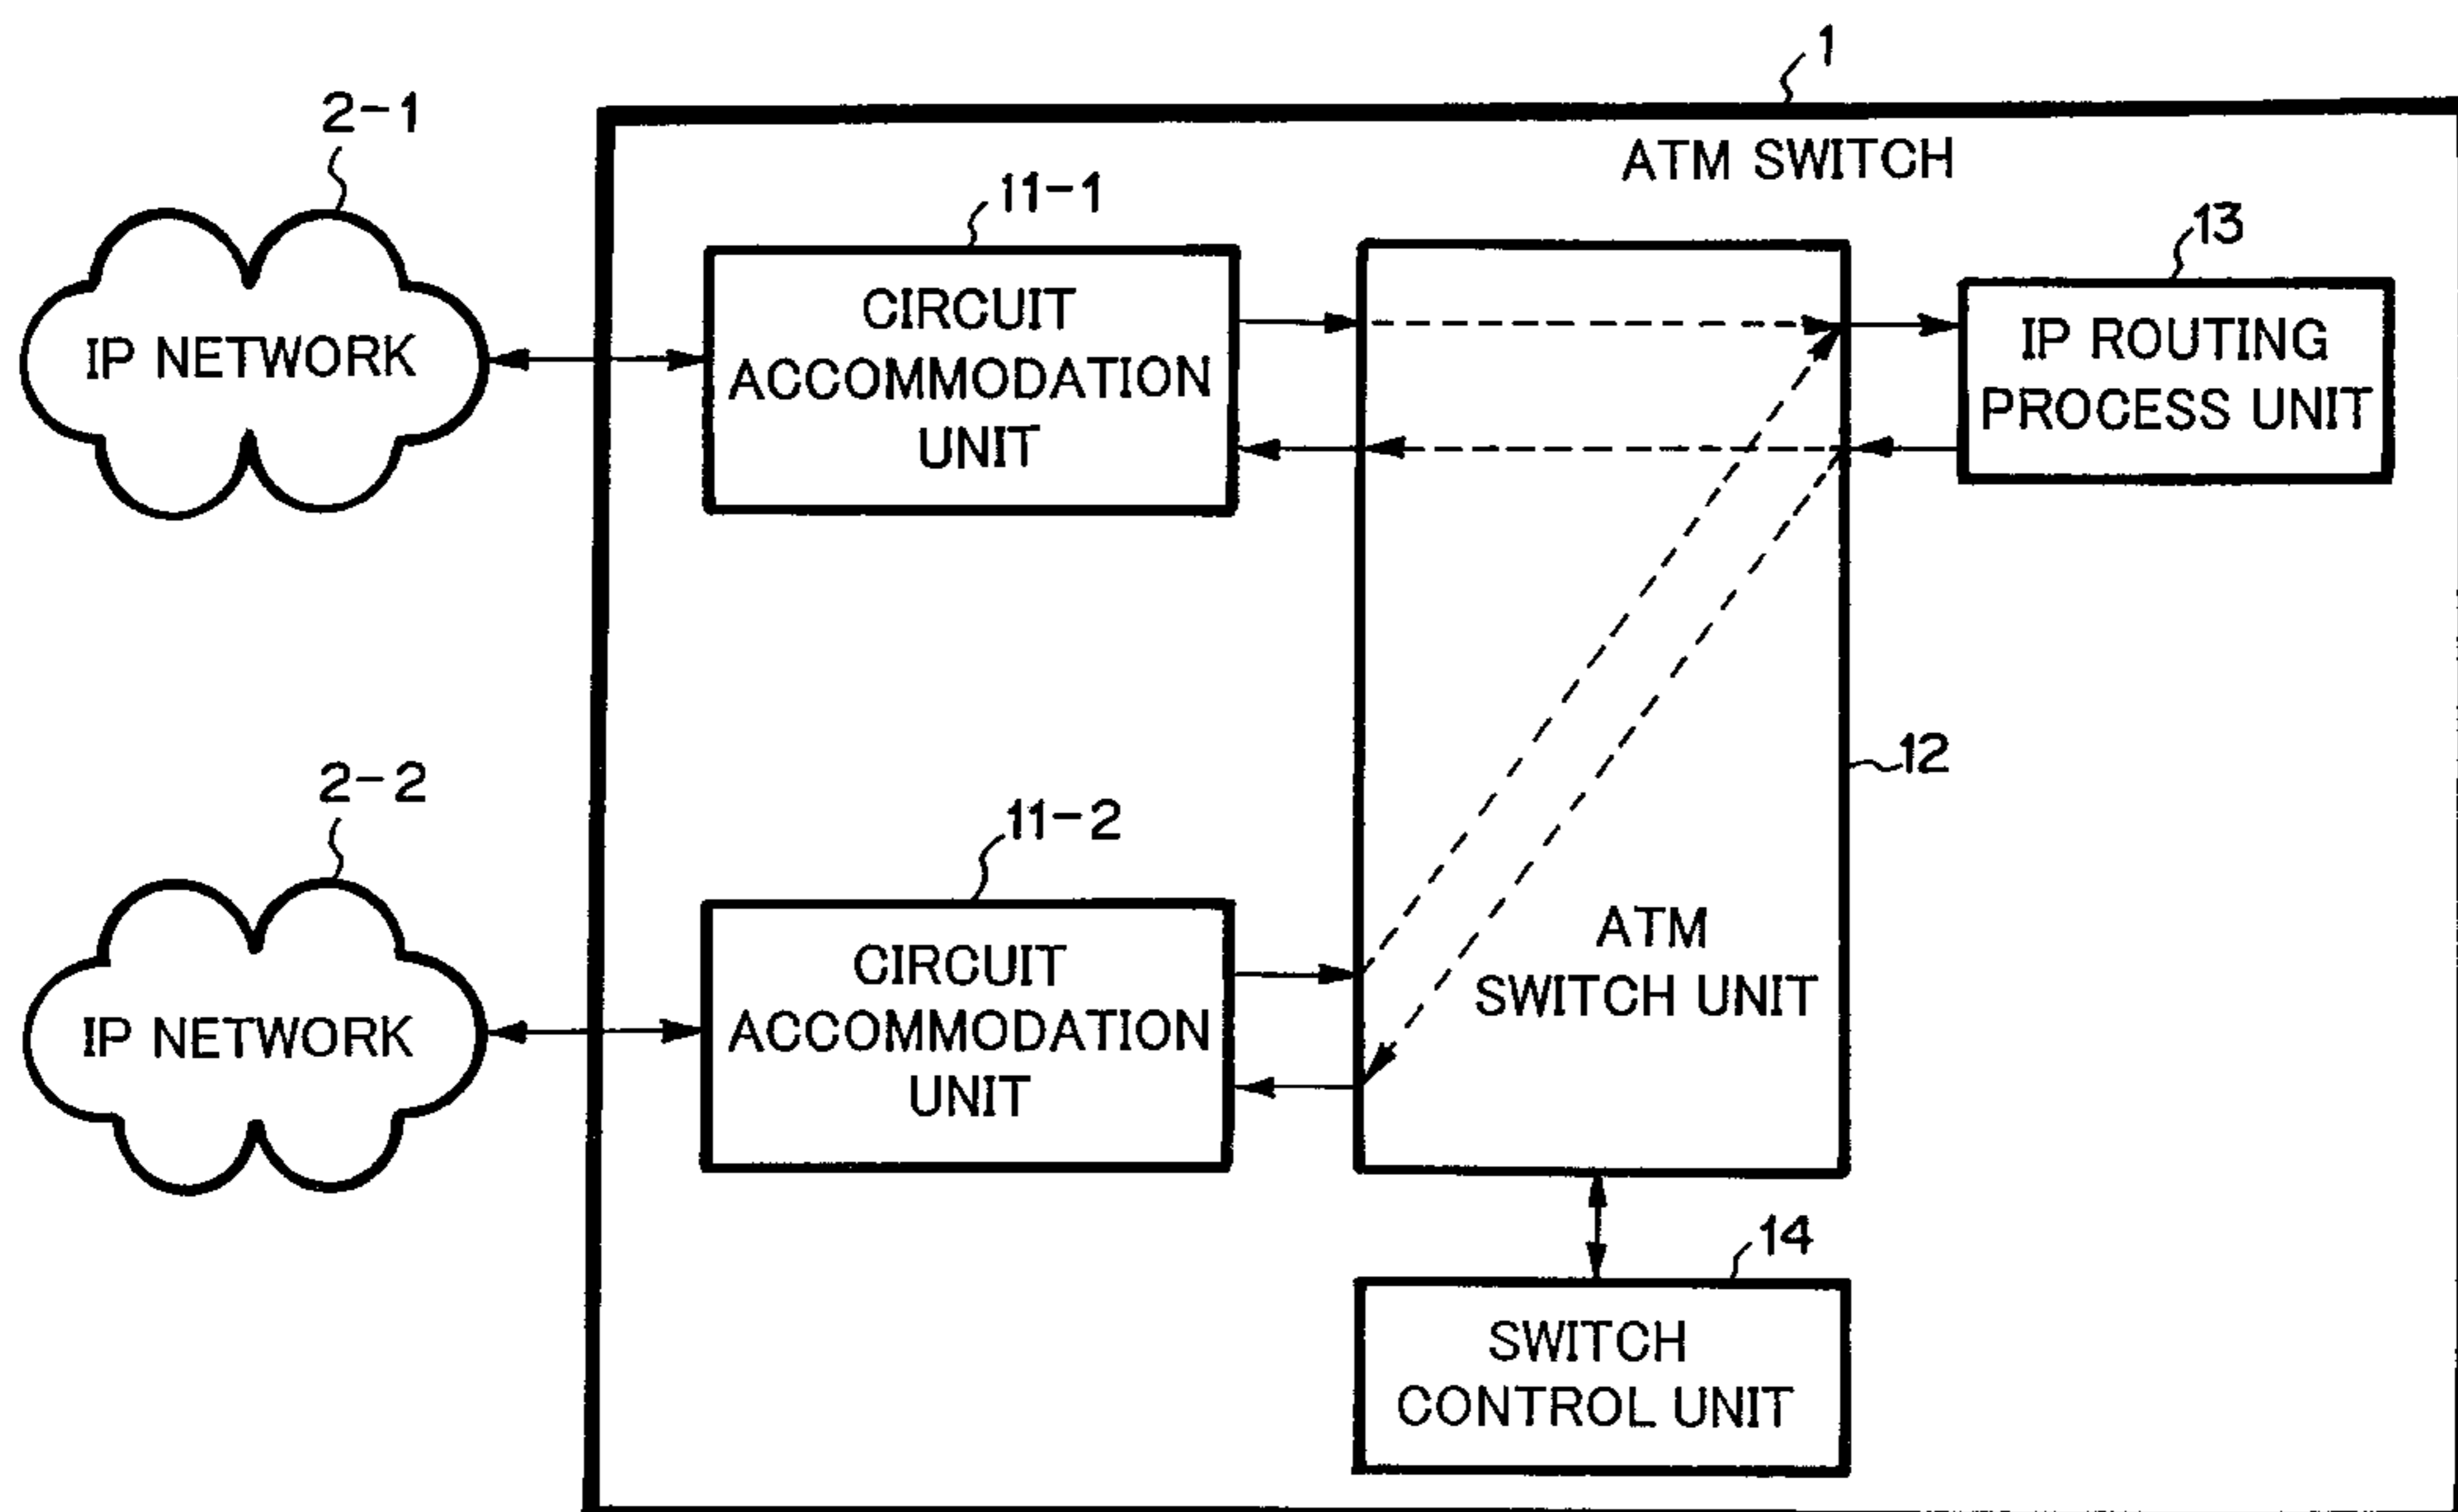 1
ATM SWITCH
2-1
IP NETWORK
11-1
CIRCUIT
ACCOMMODATION
UNIT
13
IP ROUTING
PROCESS UNIT
12
2-2
IP NETWORK
11-2
CIRCUIT
ACCOMMODATION
UNIT
ATM
SWITCH UNIT
14
SWITCH
CONTROL UNIT